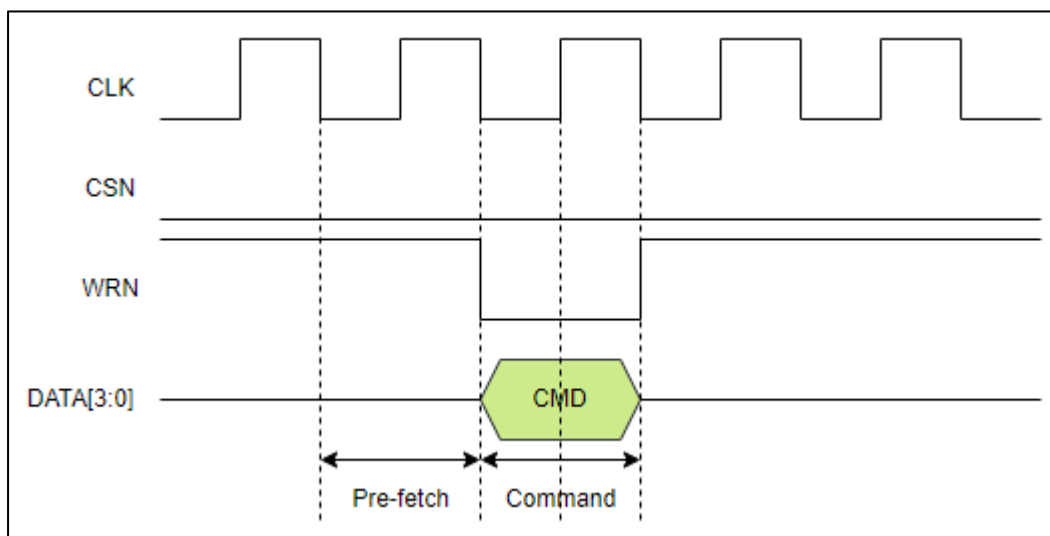 CLK
CSN
WRN
DATA[3:0]
CMD
Pre-fetch
Command